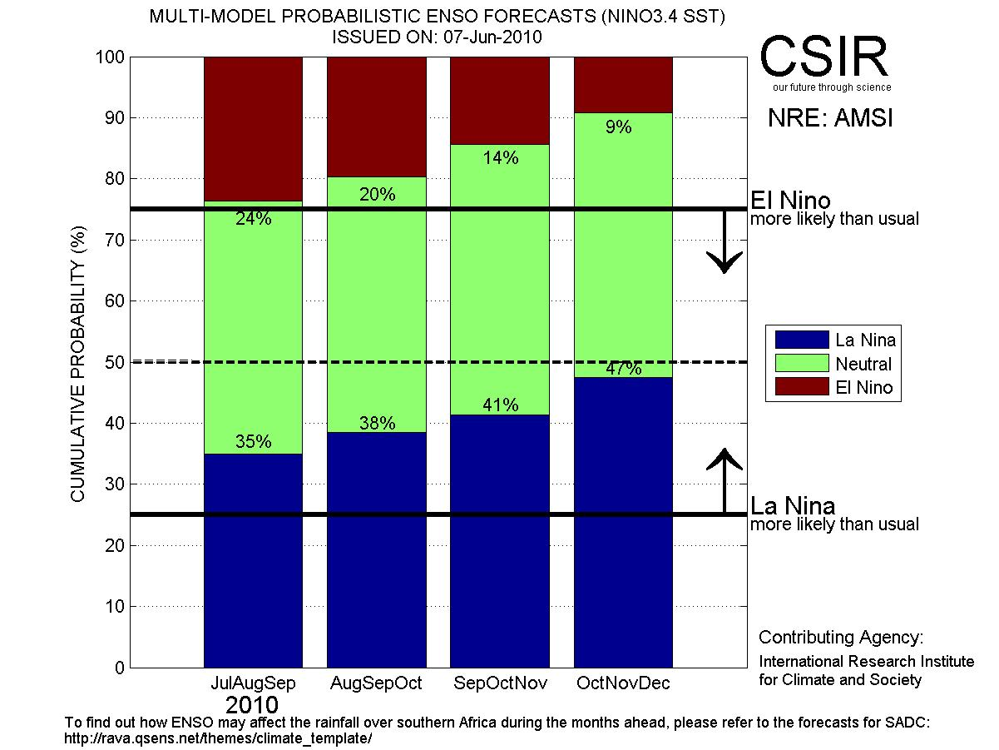 MULTI-MODEL PROBABILISTIC ENSO FORECASTS (NINO3.4 SST)
ISSUED ON: 07-Jun-2010
CSIR
our future through science
NRE: AMSI
CUMULATIVE PROBABILITY (%)
100
90
80
70
60
50
40
30
20
10
0
24%
20%
14%
9%
35%
38%
41%
47%
El Nino
more likely than usual
La Nina
Neutral
El Nino
La Nina
more likely than usual
JulAugSep
AugSepOct
SepOctNov
OctNovDec
2010
Contributing Agency:
International Research Institute
for Climate and Society
To find out how ENSO may affect the rainfall over southern Africa during the months ahead, please refer to the forecasts for SADC:
http://rava.qsens.net/themes/climate_template/